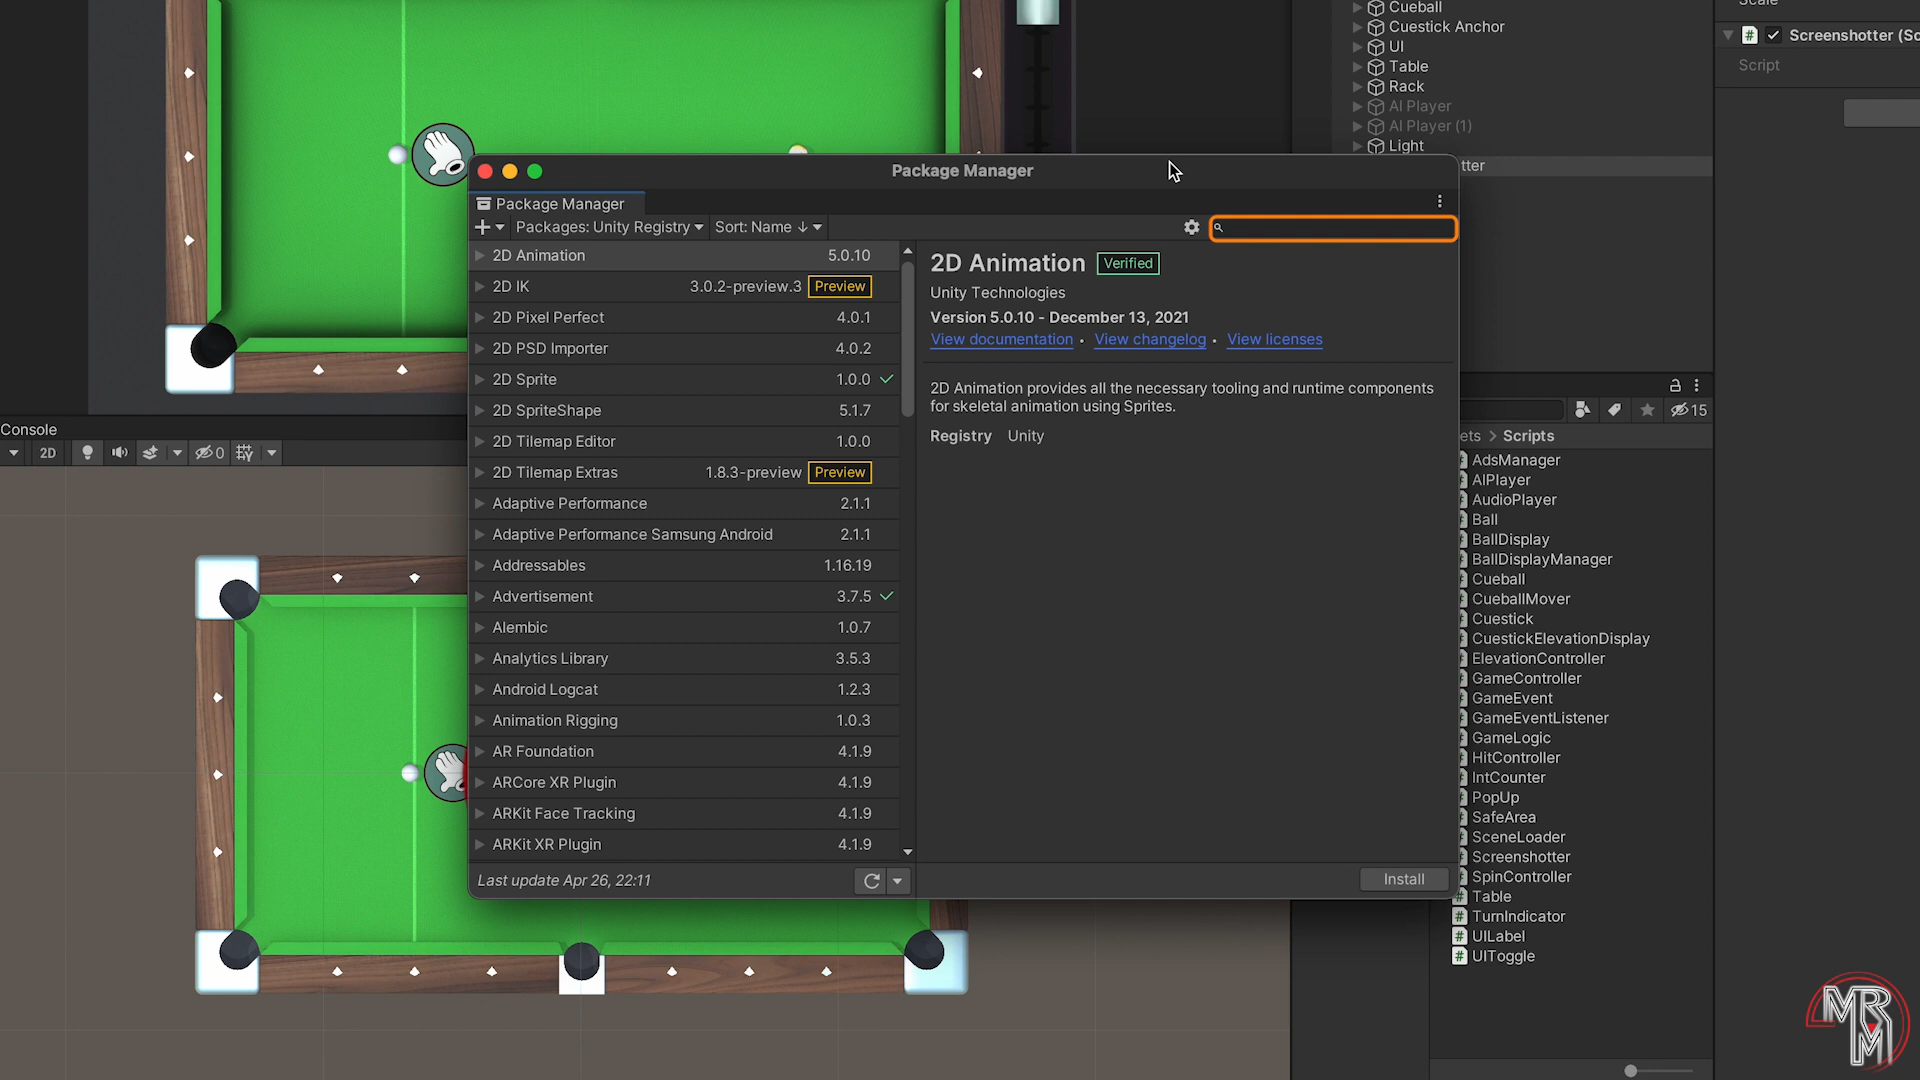 Cueball
Cuestick Anchor
UI
Table
Rack
AI Player
AI Player (1)
Light
tter
Scale
Screenshotter (Sc
Script
Package Manager
Package Manager
Packages: Unity Registry
Sort: Name ↓
2D Animation 5.0.10
2D IK 3.0.2-preview.3 Preview
2D Pixel Perfect 4.0.1
2D PSD Importer 4.0.2
2D Sprite 1.0.0
2D SpriteShape 5.1.7
2D Tilemap Editor 1.0.0
2D Tilemap Extras 1.8.3-preview Preview
Adaptive Performance 2.1.1
Adaptive Performance Samsung Android 2.1.1
Addressables 1.16.19
Advertisement 3.7.5
Alembic 1.0.7
Analytics Library 3.5.3
Android Logcat 1.2.3
Animation Rigging 1.0.3
AR Foundation 4.1.9
ARCore XR Plugin 4.1.9
ARKit Face Tracking 4.1.9
ARKit XR Plugin 4.1.9
Last update Apr 26, 22:11
2D Animation Verified
Unity Technologies
Version 5.0.10 - December 13, 2021
View documentation • View changelog • View licenses
2D Animation provides all the necessary tooling and runtime components
for skeletal animation using Sprites.
Registry Unity
Install
Console
2D
0
15
ets > Scripts
AdsManager
AIPlayer
AudioPlayer
Ball
BallDisplay
BallDisplayManager
Cueball
CueballMover
Cuestick
CuestickElevationDisplay
ElevationController
GameController
GameEvent
GameEventListener
GameLogic
HitController
IntCounter
PopUp
SafeArea
SceneLoader
Screenshotter
SpinController
Table
TurnIndicator
UILabel
UIToggle
MRM